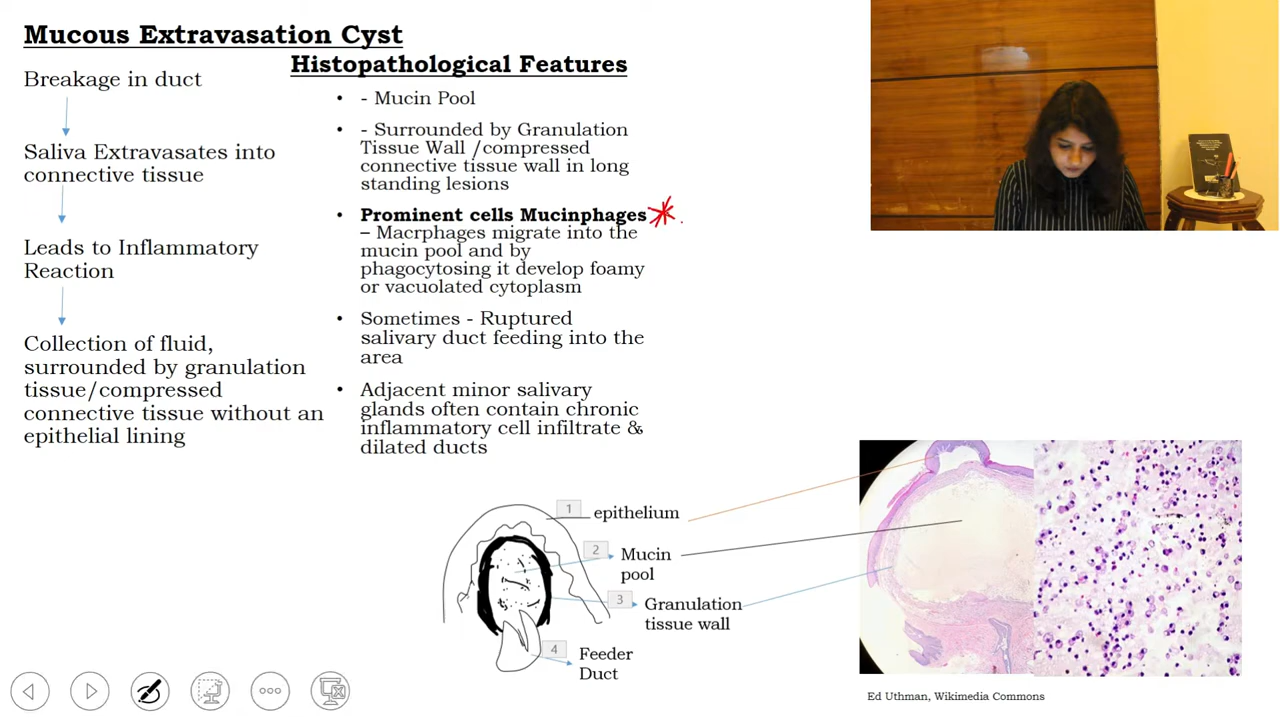 Mucous Extravasation Cyst
Histopathological Features
Breakage in duct
Saliva Extravasates into
connective tissue
Leads to Inflammatory
Reaction
Collection of fluid,
surrounded by granulation
tissue/compressed
connective tissue without an
epithelial lining
• - Mucin Pool
• - Surrounded by Granulation
Tissue Wall /compressed
connective tissue wall in long
standing lesions
• Prominent cells Mucinphages
– Macrphages migrate into the
mucin pool and by
phagocytosing it develop foamy
or vacuolated cytoplasm
• Sometimes - Ruptured
salivary duct feeding into the
area
• Adjacent minor salivary
glands often contain chronic
inflammatory cell infiltrate &
dilated ducts
1 epithelium
2 Mucin
pool
3 Granulation
tissue wall
4 Feeder
Duct
Ed Uthman, Wikimedia Commons